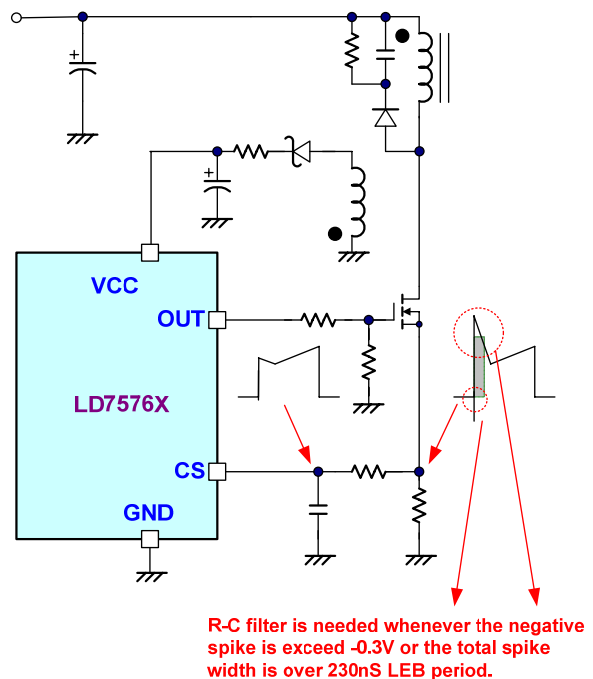 +
+
VCC
OUT
LD7576X
CS
GND
R-C filter is needed whenever the negative
spike is exceed -0.3V or the total spike
width is over 230nS LEB period.